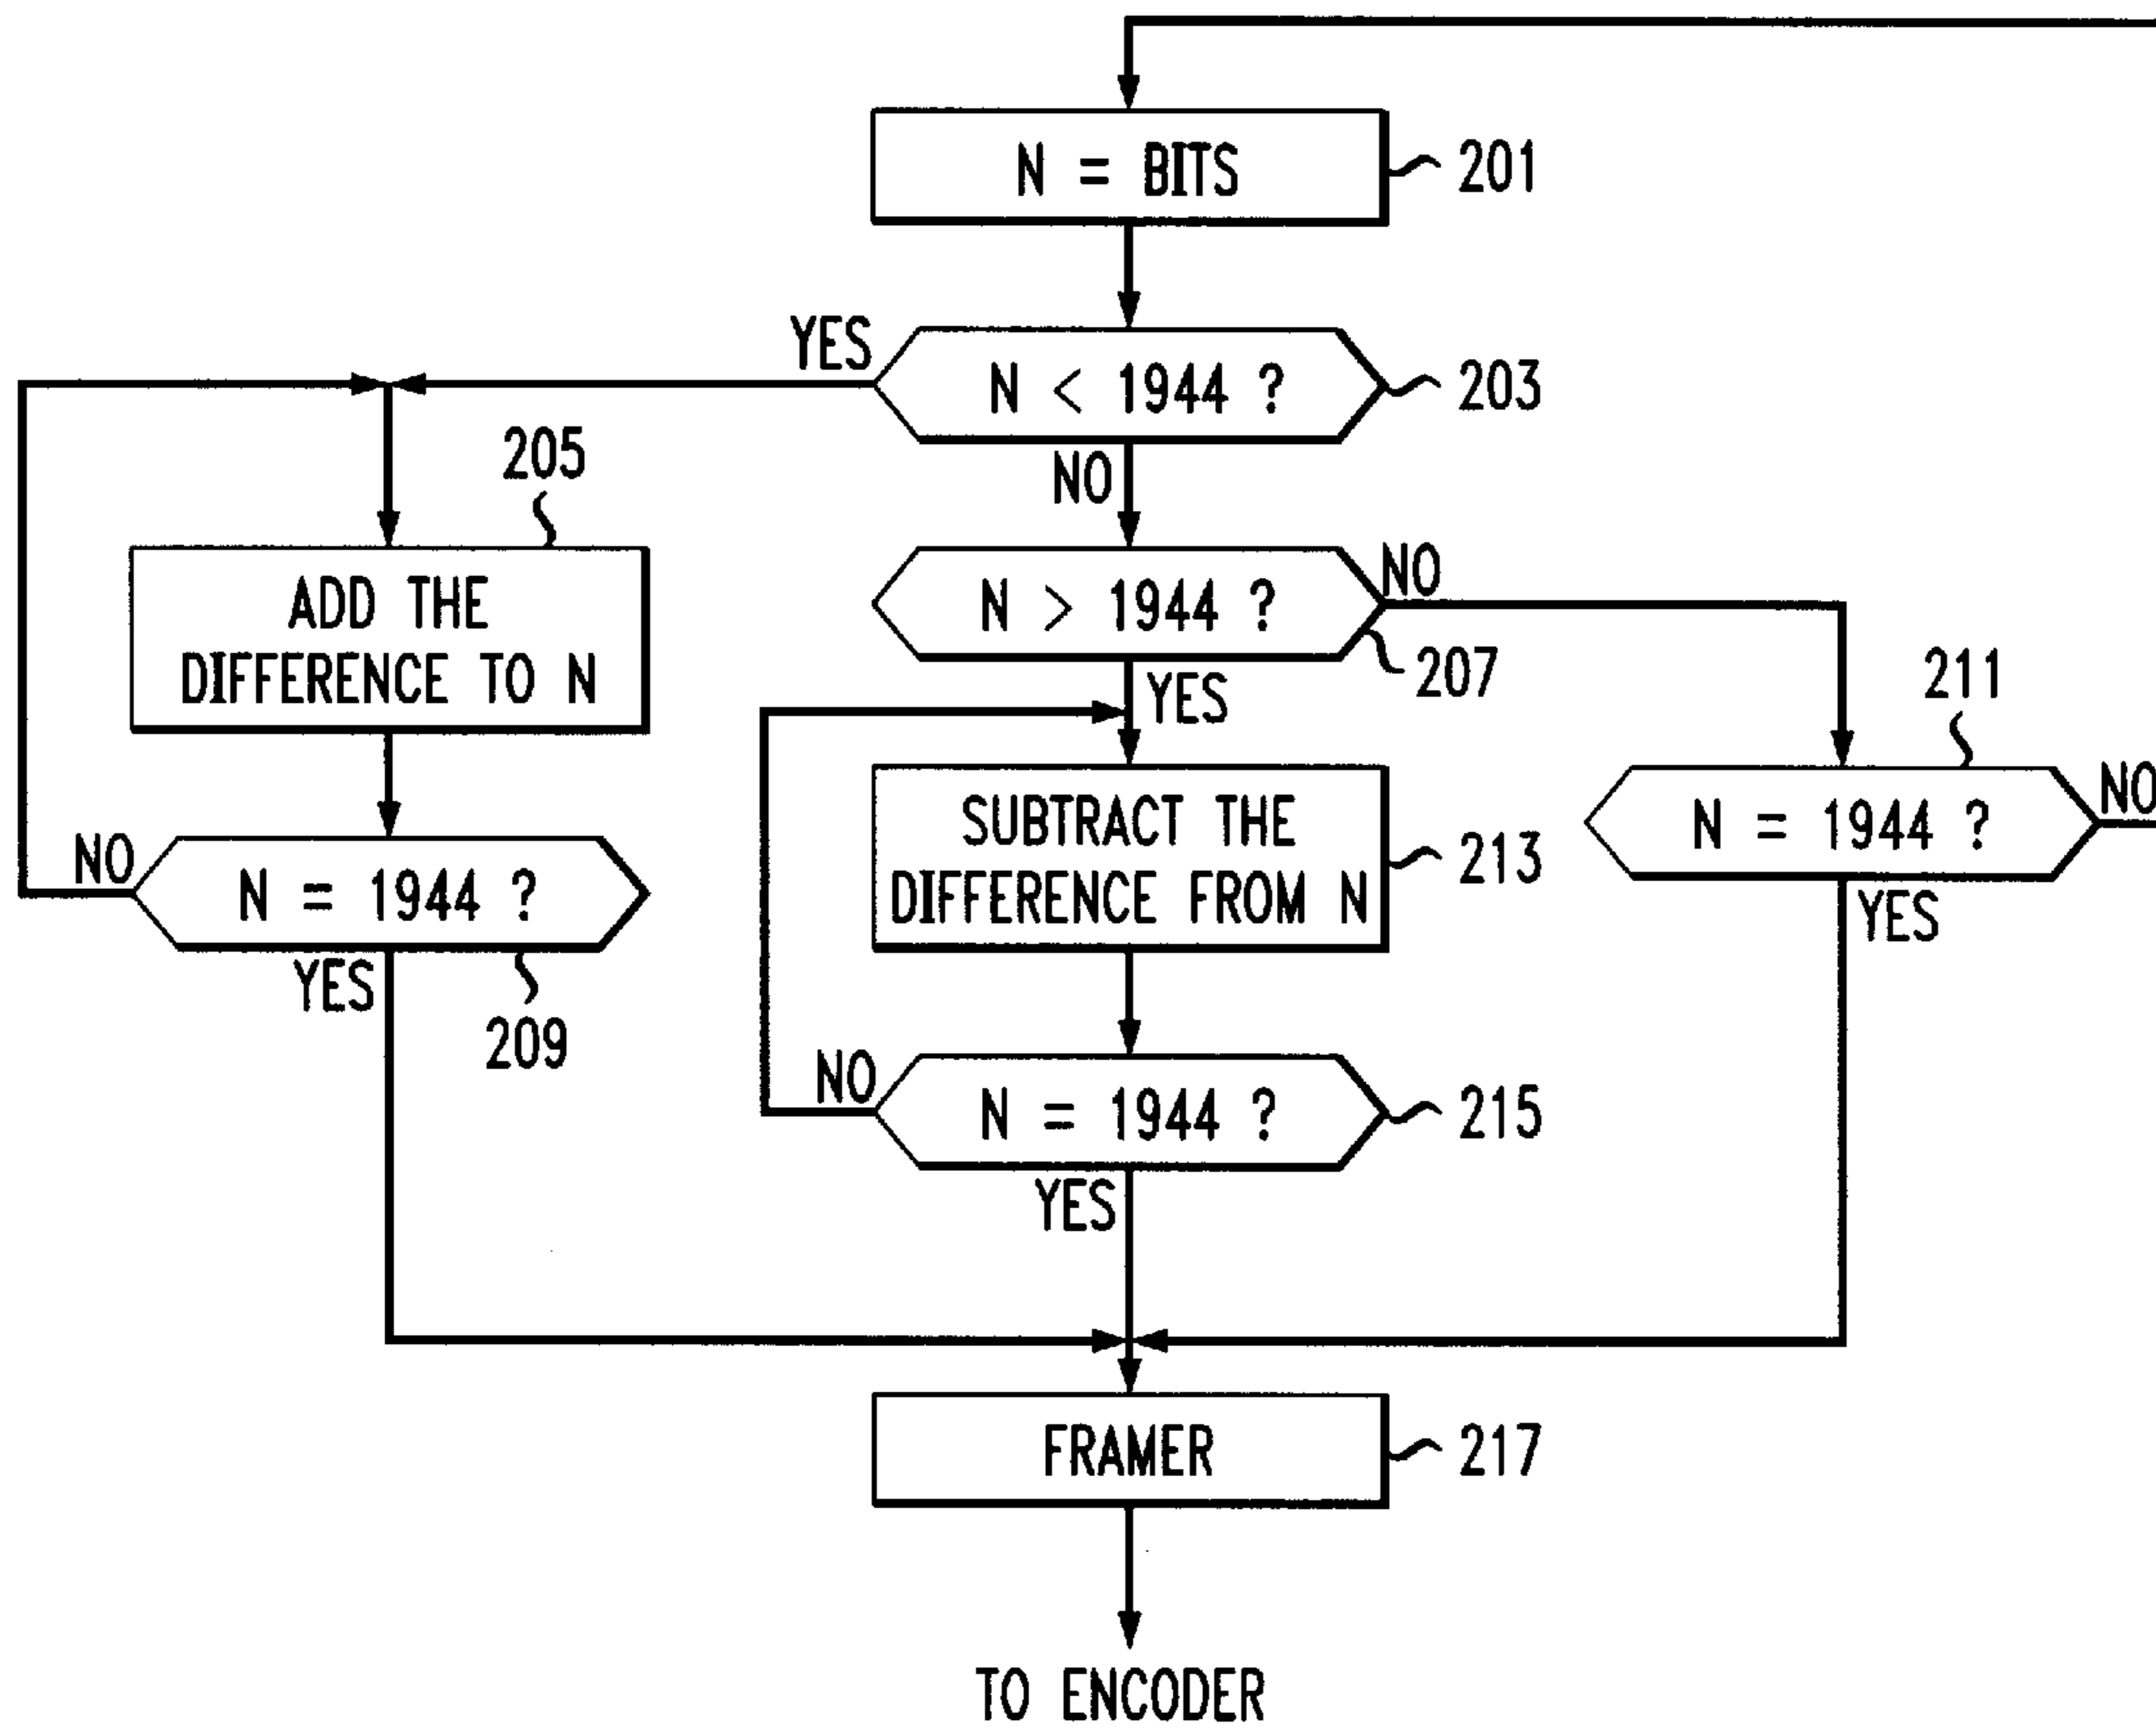 N = BITS
201
YES
N < 1944 ?
203
NO
205
ADD THE
DIFFERENCE TO N
N > 1944 ?
NO
207
YES
211
N = 1944 ?
NO
YES
SUBTRACT THE
DIFFERENCE FROM N
213
NO
N = 1944 ?
YES
209
NO
N = 1944 ?
215
YES
FRAMER
217
TO ENCODER